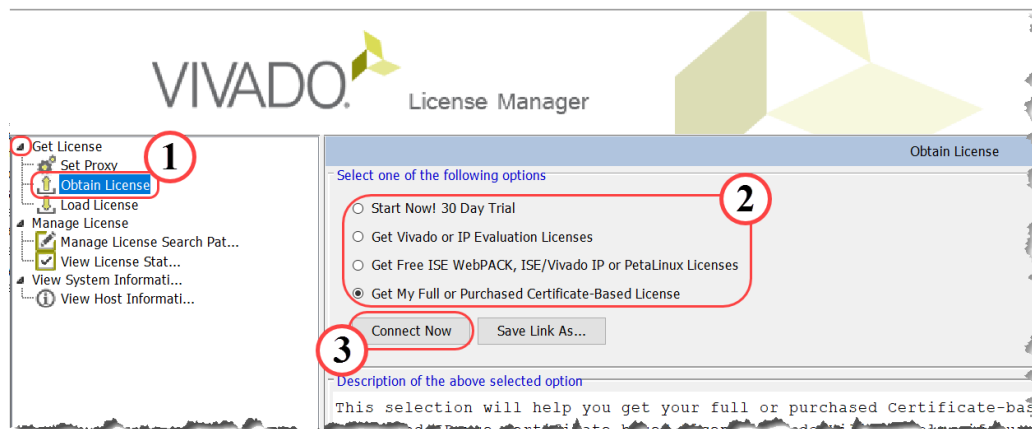 VIVADO.
License Manager
Get License
Set Proxy
Obtain License
Load License
Manage License
Manage License Search Pat...
View License Stat...
View System Informati...
View Host Informati...
1
Obtain License
Select one of the following options
2
Start Now! 30 Day Trial
Get Vivado or IP Evaluation Licenses
Get Free ISE WebPACK, ISE/Vivado IP or PetaLinux Licenses
Get My Full or Purchased Certificate-Based License
3
Connect Now
Save Link As...
Description of the above selected option
This selection will help you get your full or purchased Certificate-bas